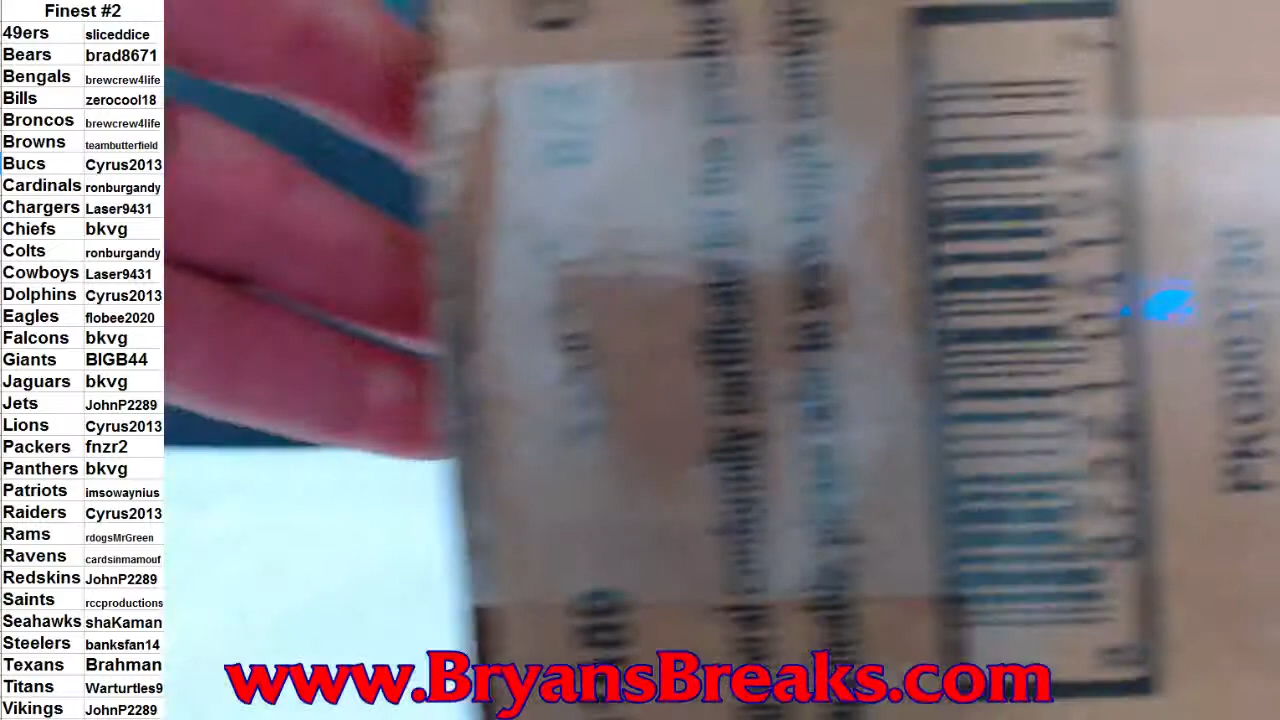 Finest #2
49ers sliceddice
Bears brad8671
Bengals brewcrew4life
Bills zerocool18
Broncos brewcrew4life
Browns teambutterfield
Bucs Cyrus2013
Cardinals ronburgandy
Chargers Laser9431
Chiefs bkvg
Colts ronburgandy
Cowboys Laser9431
Dolphins Cyrus2013
Eagles flobee2020
Falcons bkvg
Giants BIGB44
Jaguars bkvg
Jets JohnP2289
Lions Cyrus2013
Packers fnzr2
Panthers bkvg
Patriots imsowaynius
Raiders Cyrus2013
Rams rdogsMrGreen
Ravens cardsinmamouf
Redskins JohnP2289
Saints rccproductions
Seahawks shaKaman
Steelers banksfan14
Texans Brahman
Titans Warturtles9
Vikings JohnP2289
www.BryansBreaks.com